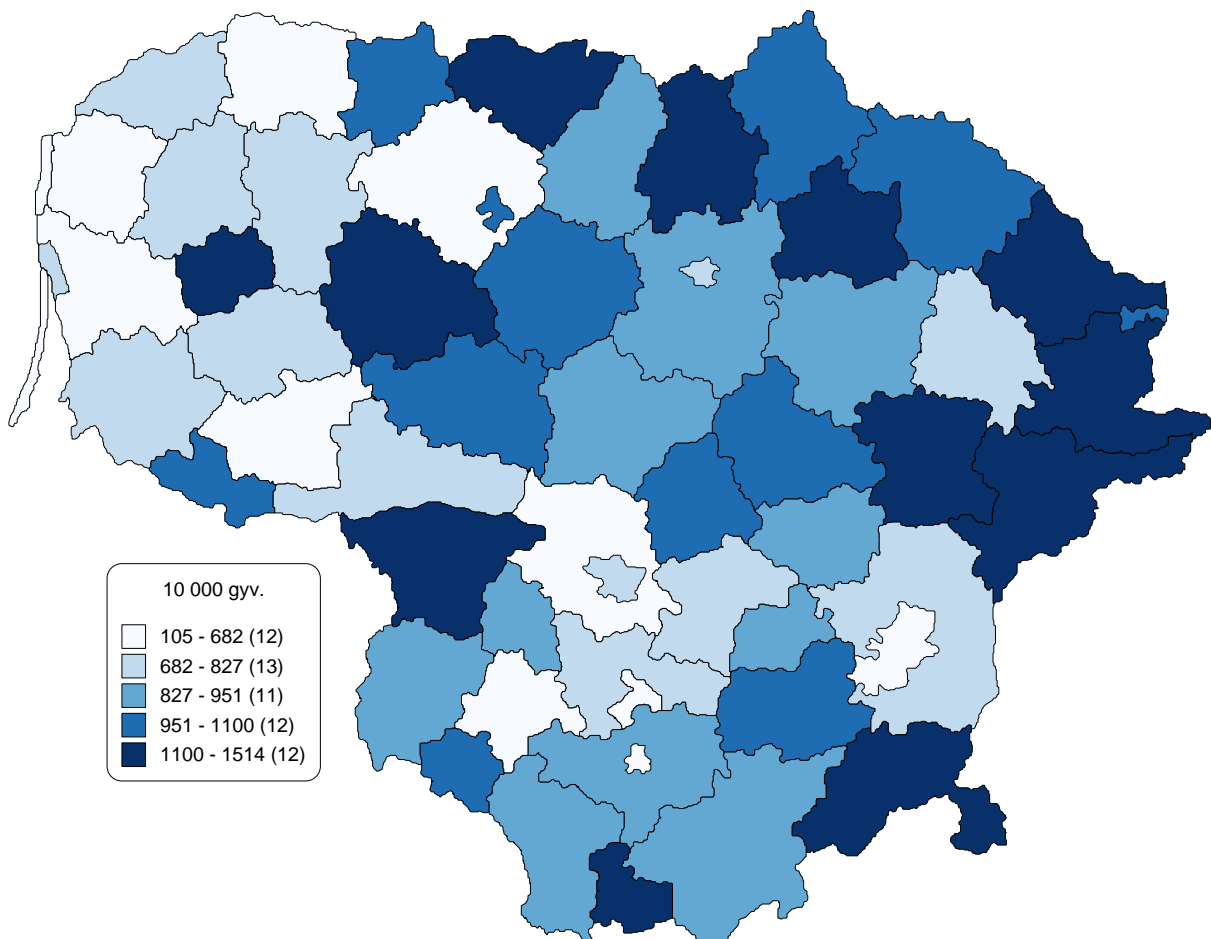 10 000 gyv.
105 - 682 (12)
682 - 827 (13)
827 - 951 (11)
951 - 1100 (12)
1100 - 1514 (12)